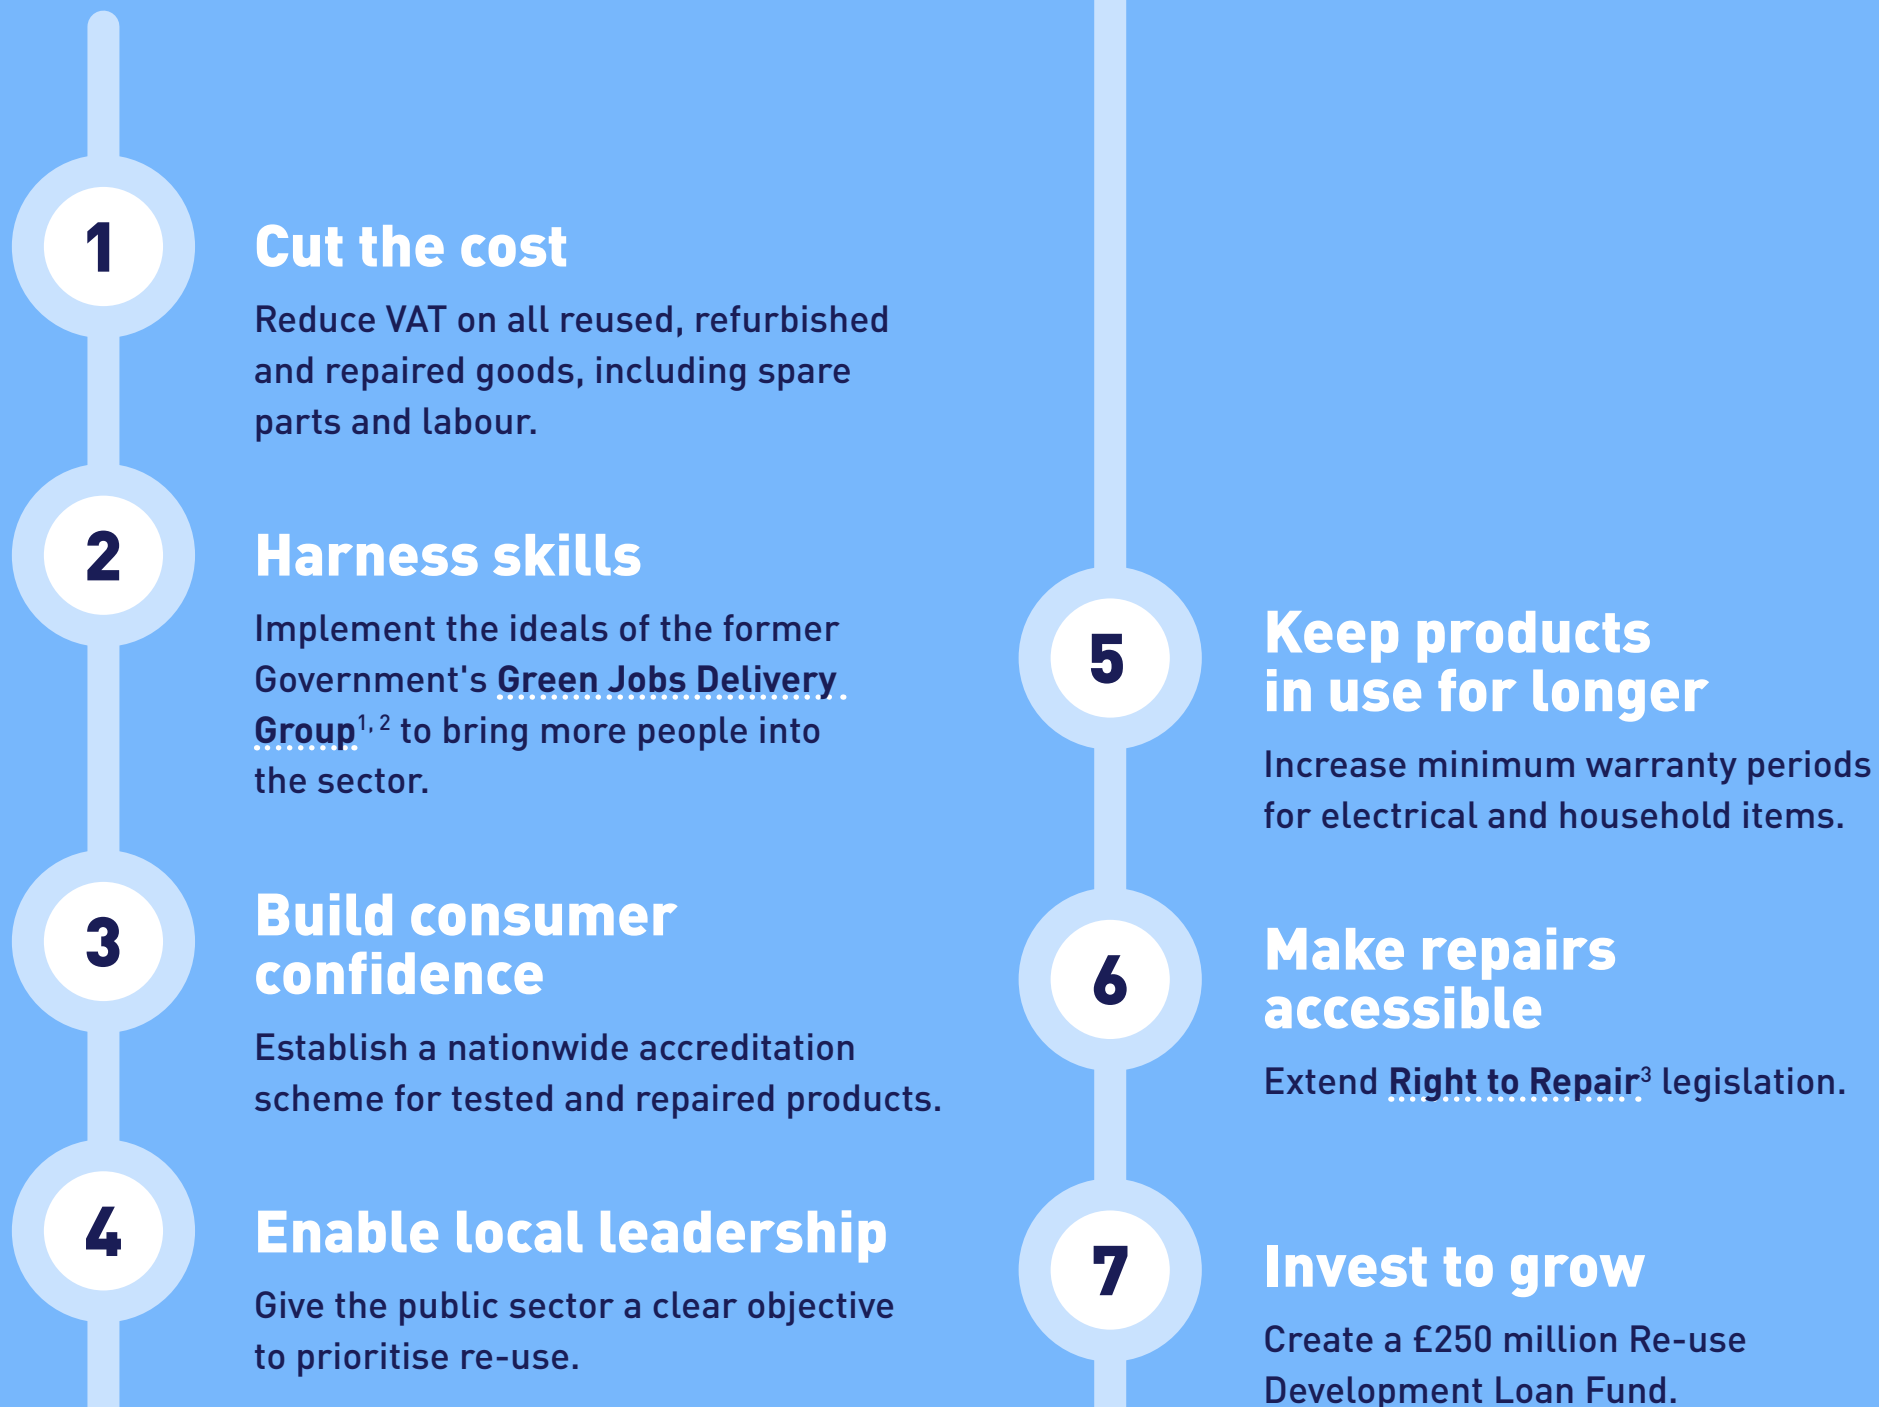 1
Cut the cost
Reduce VAT on all reused, refurbished
and repaired goods, including spare
parts and labour.
2
Harness skills
Implement the ideals of the former
Government's Green Jobs Delivery
Group1, 2 to bring more people into
the sector.
3
Build consumer
confidence
Establish a nationwide accreditation
scheme for tested and repaired products.
4
Enable local leadership
Give the public sector a clear objective
to prioritise re-use.
5
Keep products
in use for longer
Increase minimum warranty periods
for electrical and household items.
6
Make repairs
accessible
Extend Right to Repair3 legislation.
7
Invest to grow
Create a £250 million Re-use
Development Loan Fund.